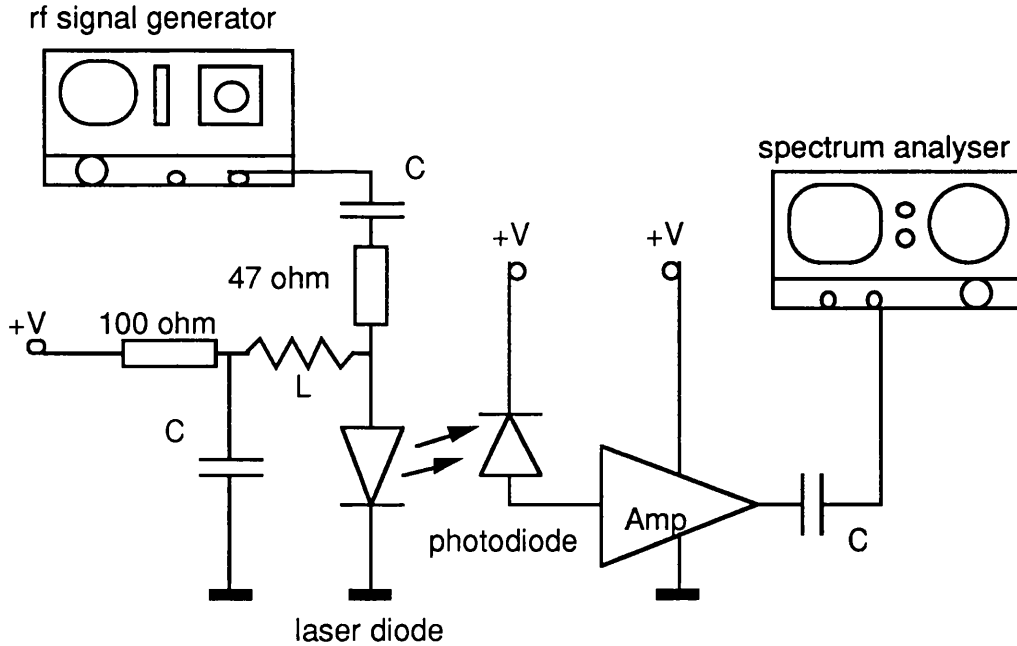 rf signal generator
C
spectrum analyser
+V
+V
47 ohm
+V
100 ohm
L
C
Amp
photodiode
C
laser diode